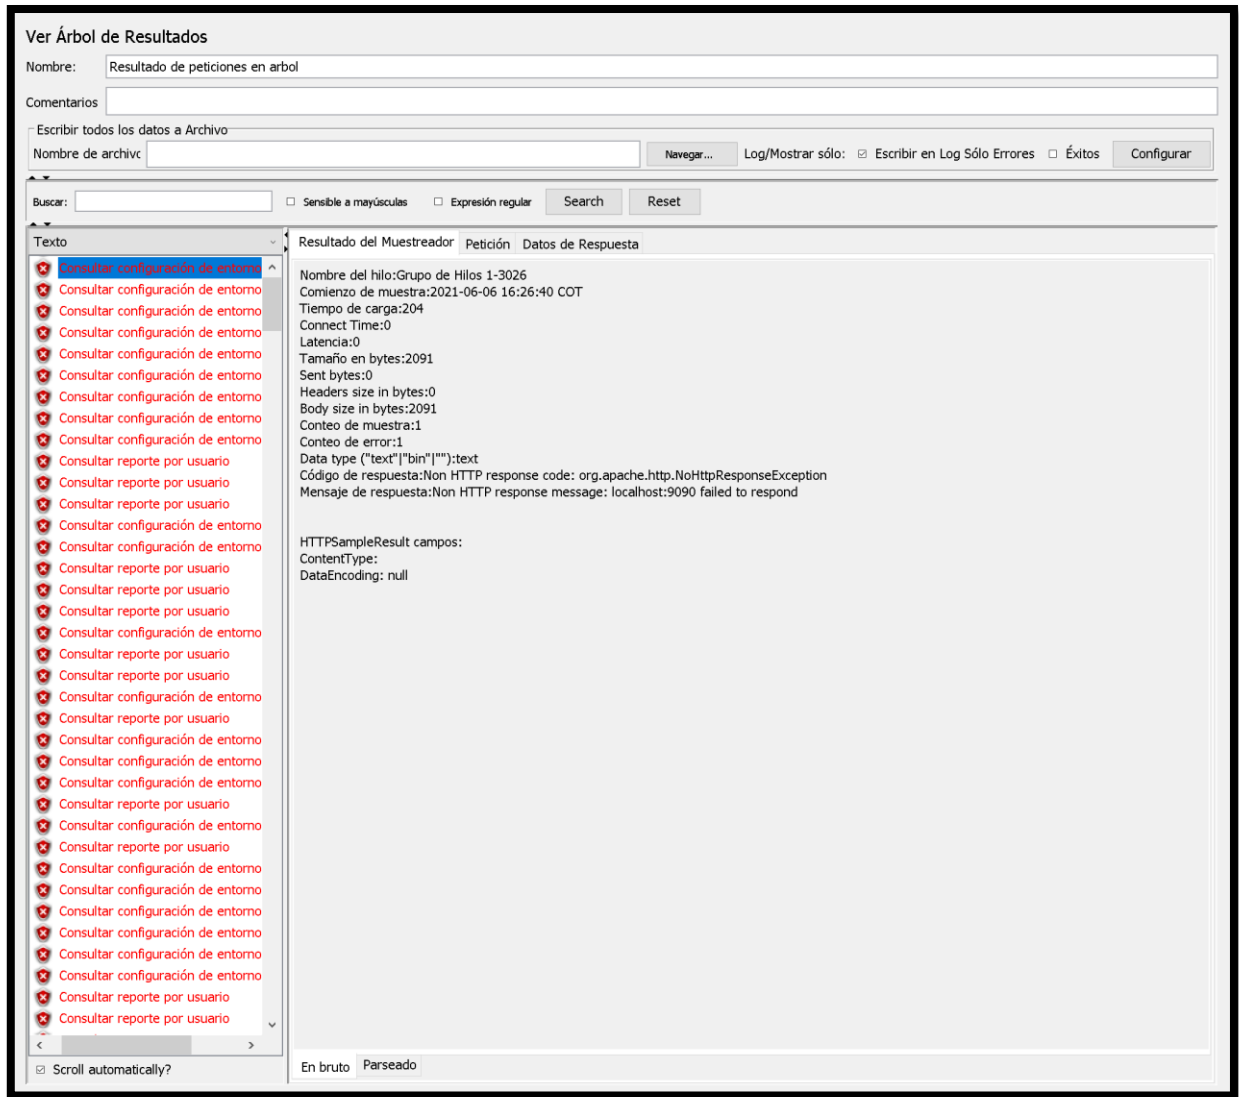 Ver Árbol de Resultados
Nombre: Resultado de peticiones en arbol
Comentarios
Escribir todos los datos a Archivo
Nombre de archivo Navegar... Log/Mostrar sólo: Escribir en Log Sólo Errores Éxitos Configurar
Buscar: Sensible a mayúsculas Expresión regular Search Reset
Texto
Resultado del Muestreador Petición Datos de Respuesta
Consultar configuración de entorno
Consultar configuración de entorno
Consultar configuración de entorno
Consultar configuración de entorno
Consultar configuración de entorno
Consultar configuración de entorno
Consultar configuración de entorno
Consultar configuración de entorno
Consultar configuración de entorno
Consultar reporte por usuario
Consultar reporte por usuario
Consultar reporte por usuario
Consultar configuración de entorno
Consultar configuración de entorno
Consultar reporte por usuario
Consultar reporte por usuario
Consultar reporte por usuario
Consultar configuración de entorno
Consultar reporte por usuario
Consultar reporte por usuario
Consultar configuración de entorno
Consultar reporte por usuario
Consultar configuración de entorno
Consultar configuración de entorno
Consultar configuración de entorno
Consultar reporte por usuario
Consultar configuración de entorno
Consultar reporte por usuario
Consultar configuración de entorno
Consultar configuración de entorno
Consultar configuración de entorno
Consultar configuración de entorno
Consultar configuración de entorno
Consultar configuración de entorno
Consultar reporte por usuario
Consultar reporte por usuario
Scroll automatically?
Nombre del hilo:Grupo de Hilos 1-3026
Comienzo de muestra:2021-06-06 16:26:40 COT
Tiempo de carga:204
Connect Time:0
Latencia:0
Tamaño en bytes:2091
Sent bytes:0
Headers size in bytes:0
Body size in bytes:2091
Conteo de muestra:1
Conteo de error:1
Data type ("text"|"bin"|""):text
Código de respuesta:Non HTTP response code: org.apache.http.NoHttpResponseException
Mensaje de respuesta:Non HTTP response message: localhost:9090 failed to respond
HTTPSampleResult campos:
ContentType:
DataEncoding: null
En bruto Parseado